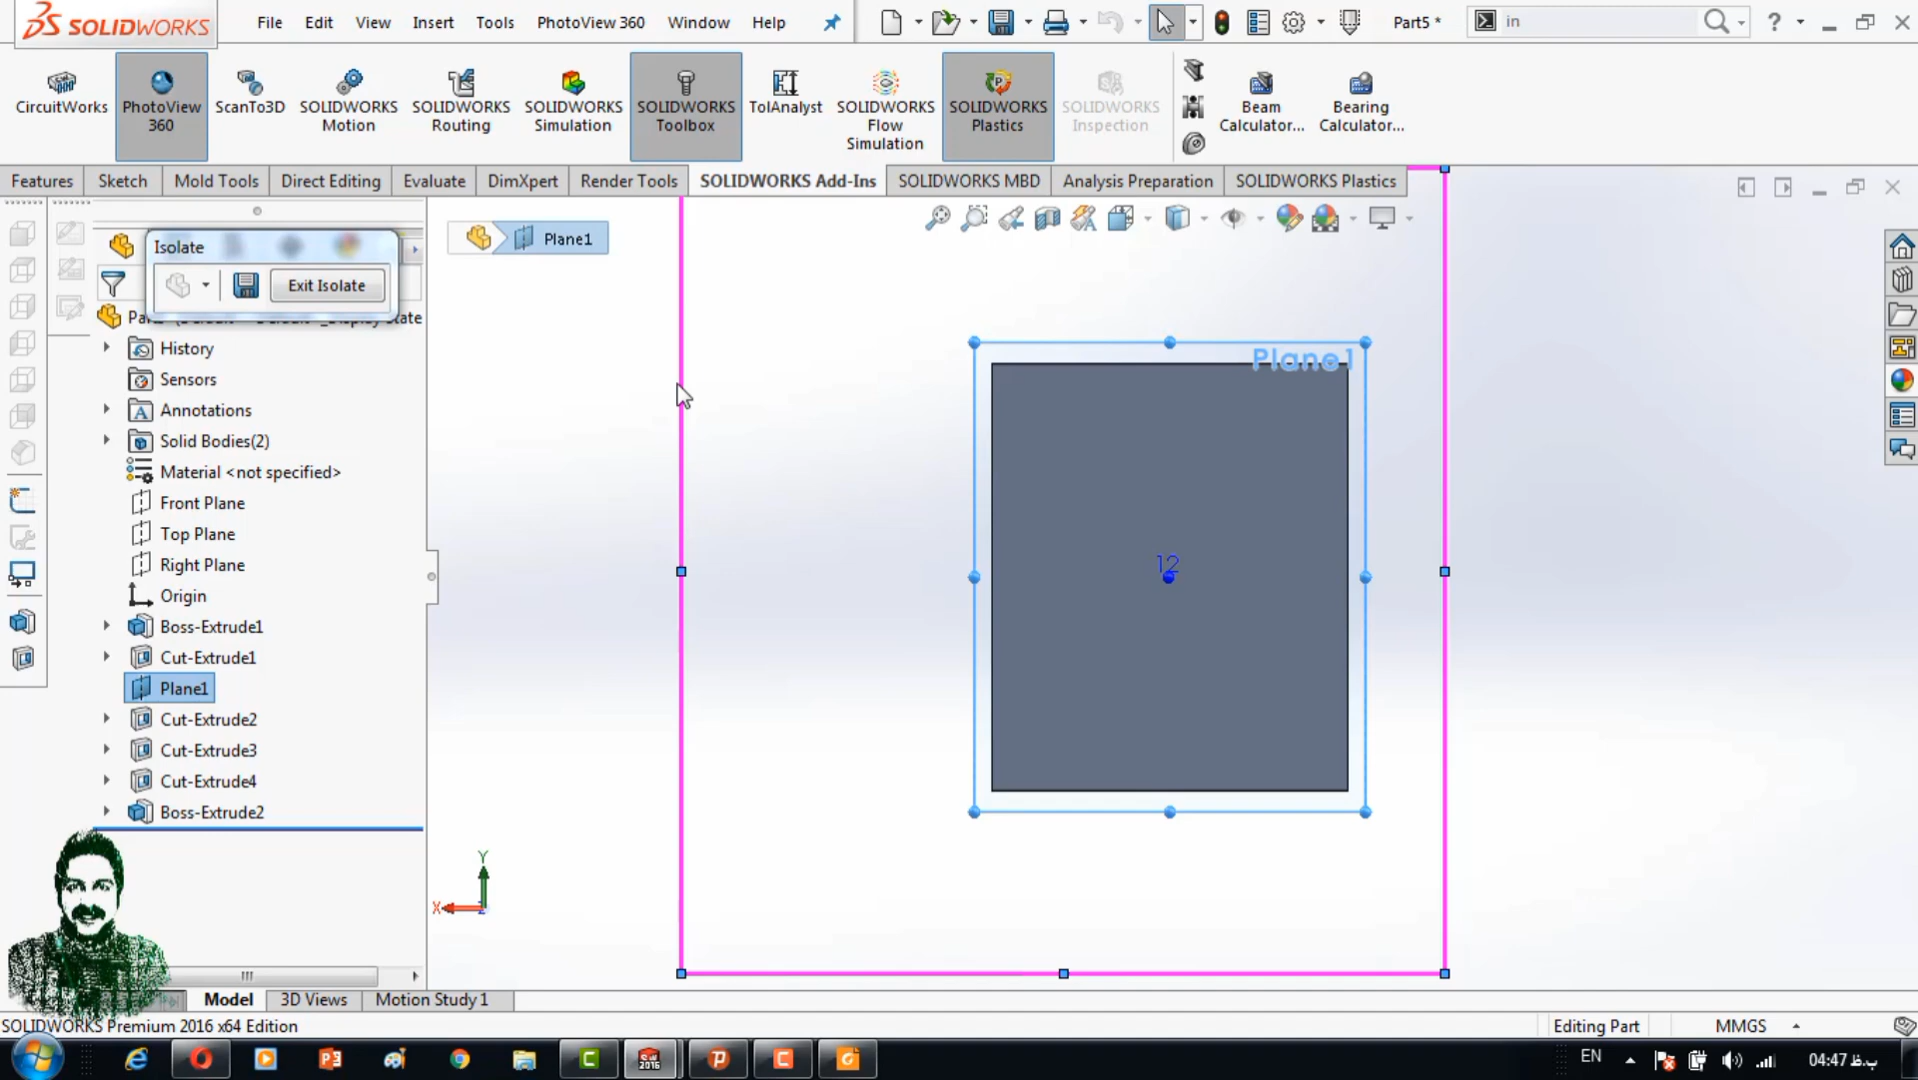 SOLIDWORKS
File Edit View Insert Tools PhotoView 360 Window Help
Part5 *
in
?
CircuitWorks
PhotoView
360
ScanTo3D
SOLIDWORKS
Motion
SOLIDWORKS
Routing
SOLIDWORKS
Simulation
SOLIDWORKS
Toolbox
TolAnalyst
SOLIDWORKS
Flow
Simulation
SOLIDWORKS
Plastics
SOLIDWORKS
Inspection
Beam
Calculator...
Bearing
Calculator...
Features Sketch Mold Tools Direct Editing Evaluate DimXpert Render Tools SOLIDWORKS Add-Ins SOLIDWORKS MBD Analysis Preparation SOLIDWORKS Plastics
Isolate
Exit Isolate
Plane1
History
Sensors
Annotations
Solid Bodies(2)
Material <not specified>
Front Plane
Top Plane
Right Plane
Origin
Boss-Extrude1
Cut-Extrude1
Plane1
Cut-Extrude2
Cut-Extrude3
Cut-Extrude4
Boss-Extrude2
Plane1
12
Y
X
Model 3D Views Motion Study 1
SOLIDWORKS Premium 2016 x64 Edition
Editing Part
MMGS
EN
04:47 ب.ظ